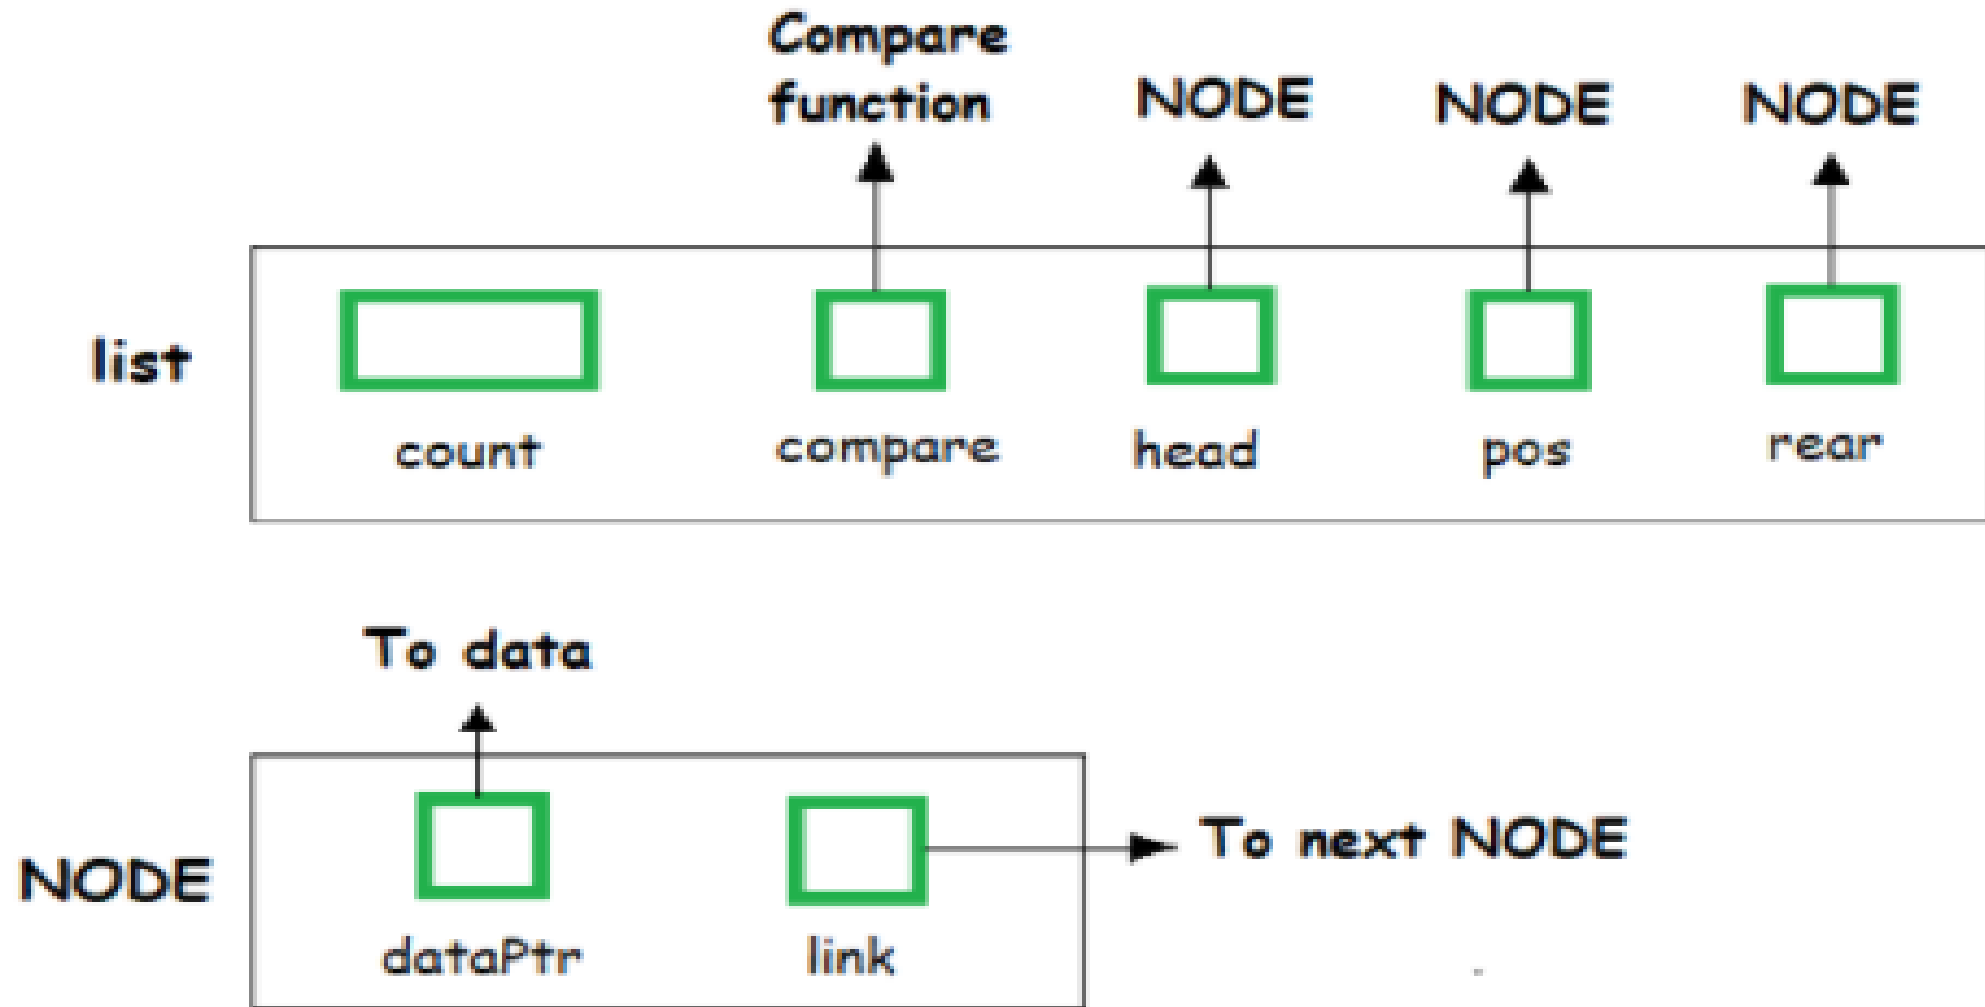 Compare
function
NODE
NODE
NODE
list
count
compare
head
pos
rear
To data
NODE
dataPtr
link
To next NODE